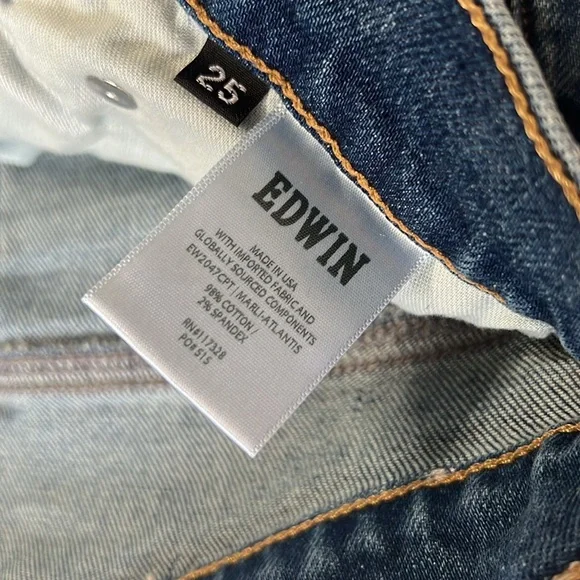 25
EDWIN
MADE IN USA
WITH IMPORTED FABRIC AND
GLOBALLY SOURCED COMPONENTS
EW2047CPT | MARLI-ATLANTIS
98% COTTON /
2% SPANDEX
RN#117328
PO#515